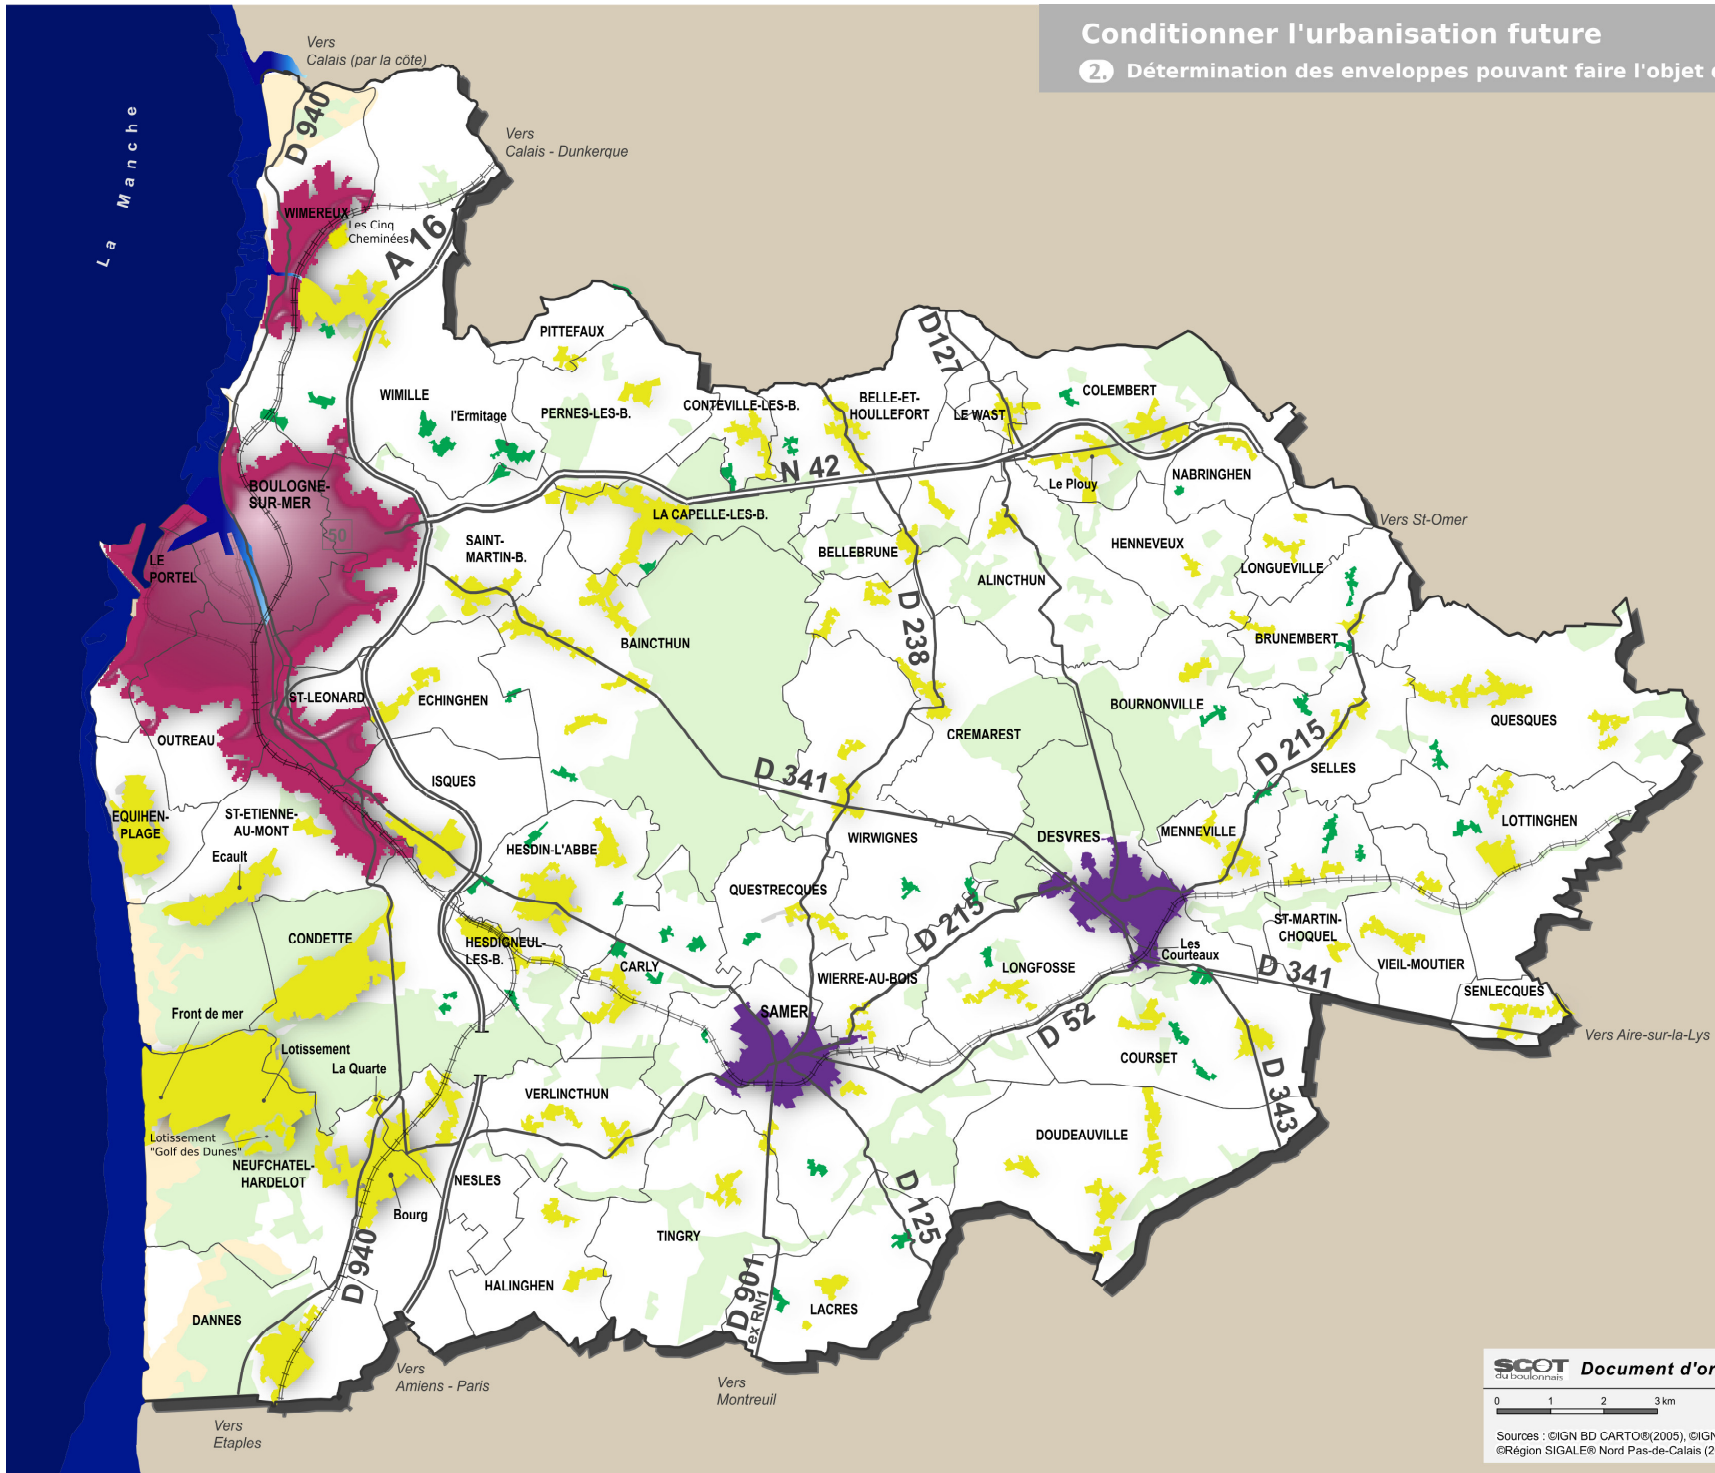 Conditionner l'urbanisation future
2. Détermination des enveloppes pouvant faire l'objet
Vers
Calais (par la côte)
D 940
La Manche
Vers
Calais - Dunkerque
WIMEREUX
Les Cinq
Cheminées
A 16
PITTEFAUX
D127
WIMILLE
l'Ermitage
PERNES-LES-B.
CONTEVILLE-LES-B.
BELLE-ET-
HOULLEFORT
LE WAST
COLEMBERT
N 42
Le Plouy
NABRINGHEN
BOULOGNE-
SUR-MER
50
LA CAPELLE-LES-B.
Vers St-Omer
SAINT-
MARTIN-B.
BELLEBRUNE
HENNEVEUX
LONGUEVILLE
LE
PORTEL
ALINCTHUN
D 238
BAINCTHUN
BRUNEMBERT
ST-LEONARD
ECHINGHEN
BOURNONVILLE
QUESQUES
OUTREAU
CREMAREST
D 215
SELLES
ISQUES
D 341
EQUIHEN-
PLAGE
ST-ETIENNE-
AU-MONT
WIRWIGNES
DESVRES
MENNEVILLE
LOTTINGHEN
Ecault
HESDIN-L'ABBE
QUESTRECQUES
D 215
ST-MARTIN-
CHOQUEL
CONDETTE
HESDIGNEUL-
LES-B.
Les
Courteaux
CARLY
WIERRE-AU-BOIS
LONGFOSSE
D 341
VIEIL-MOUTIER
SENLECQUES
Front de mer
SAMER
D 52
Vers Aire-sur-la-Lys
Lotissement
La Quarte
COURSET
VERLINCTHUN
D 343
Lotissement
"Golf des Dunes"
DOUDEAUVILLE
NEUFCHATEL-
HARDELOT
NESLES
Bourg
D 125
TINGRY
D 940
HALINGHEN
D 901
ex RN1
LACRES
DANNES
Vers
Amiens - Paris
Vers
Montreuil
Vers
Etaples
SCOT
du boulonnais
Document d'or
0 1 2 3 km
Sources : ©IGN BD CARTO®(2005), ©IGN
©Région SIGALE® Nord Pas-de-Calais (2